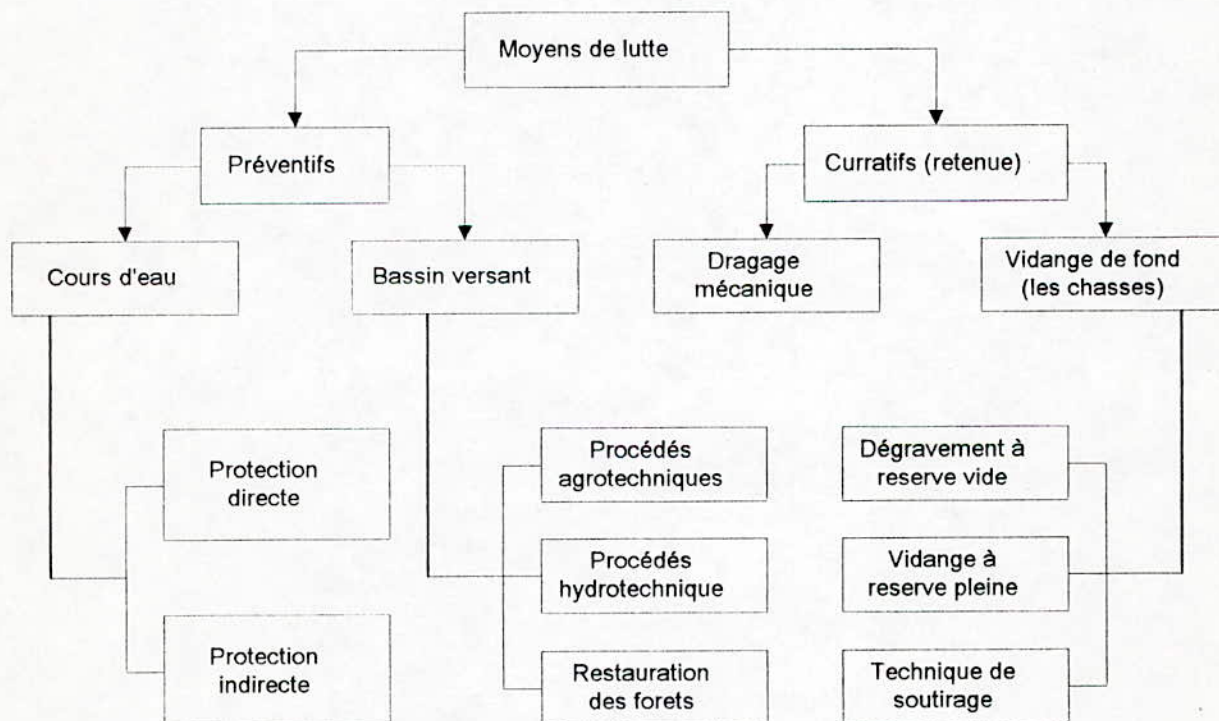 Moyens de lutte
Préventifs
Curratifs (retenue)
Cours d'eau
Bassin versant
Dragage
mécanique
Vidange de fond
(les chasses)
Protection
directe
Procédés
agrotechniques
Dégravement à
reserve vide
Procédés
hydrotechnique
Vidange à
reserve pleine
Protection
indirecte
Restauration
des forets
Technique de
soutirage